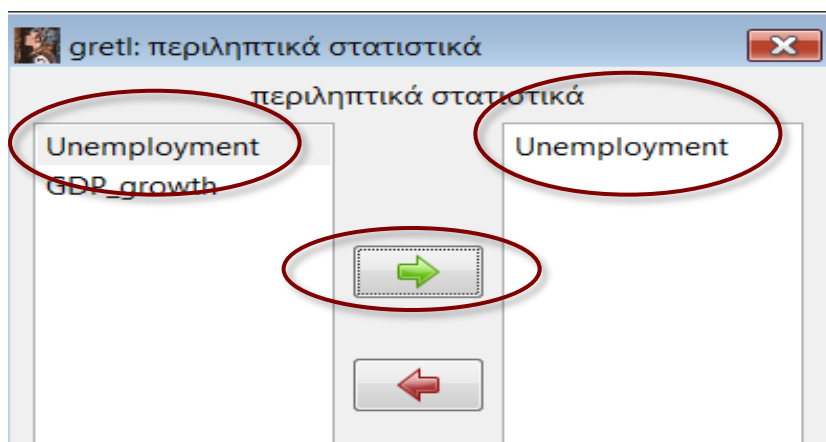 gretl: περιληπτικά στατιστικά
περιληπτικά στατιστικά
Unemployment
GDP_growth
Unemployment